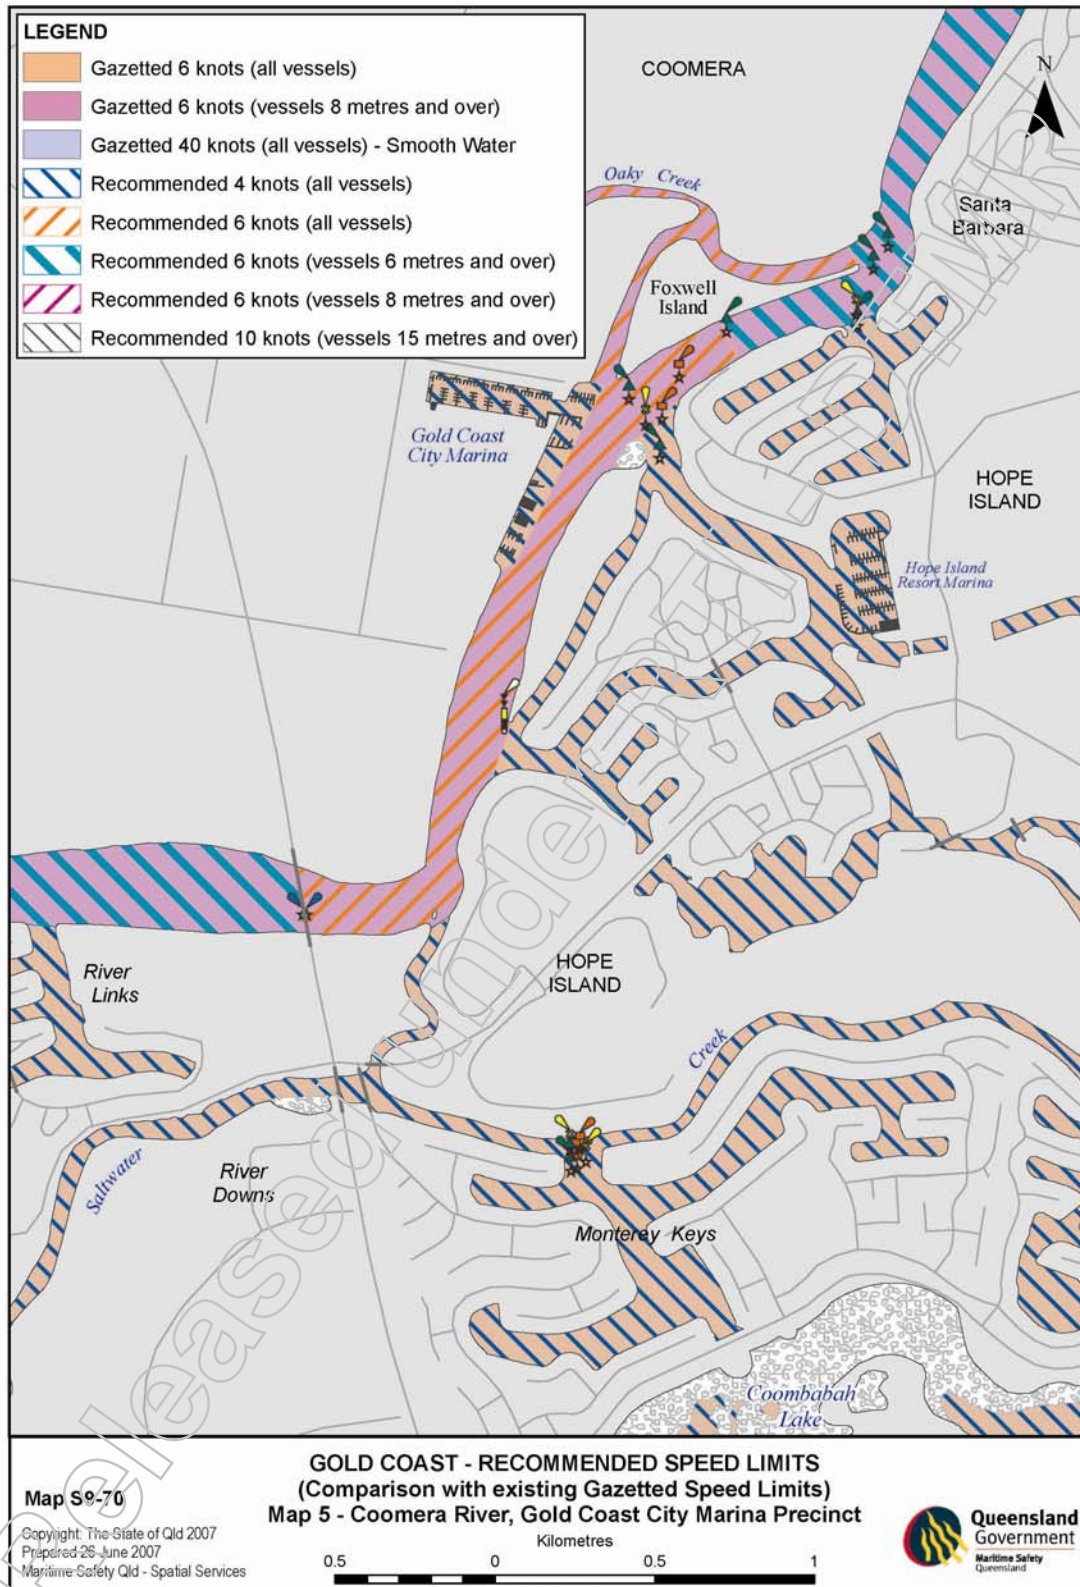 LEGEND
Gazetted 6 knots (all vessels)
Gazetted 6 knots (vessels 8 metres and over)
Gazetted 40 knots (all vessels) - Smooth Water
Recommended 4 knots (all vessels)
Recommended 6 knots (all vessels)
Recommended 6 knots (vessels 6 metres and over)
Recommended 6 knots (vessels 8 metres and over)
Recommended 10 knots (vessels 15 metres and over)
COOMERA
N
Oaky Creek
Santa
Barbara
Foxwell
Island
Gold Coast
City Marina
HOPE
ISLAND
Hope Island
Resort Marina
River
Links
HOPE
ISLAND
Creek
Saltwater
River
Downs
Monterey Keys
Coombabah
Lake
GOLD COAST - RECOMMENDED SPEED LIMITS
(Comparison with existing Gazetted Speed Limits)
Map 5 - Coomera River, Gold Coast City Marina Precinct
Map S9-70
Copyright: The State of Qld 2007
Prepared 26 June 2007
Maritime Safety Qld - Spatial Services
Kilometres
0.5 0 0.5 1
Queensland
Government
Maritime Safety
Queensland